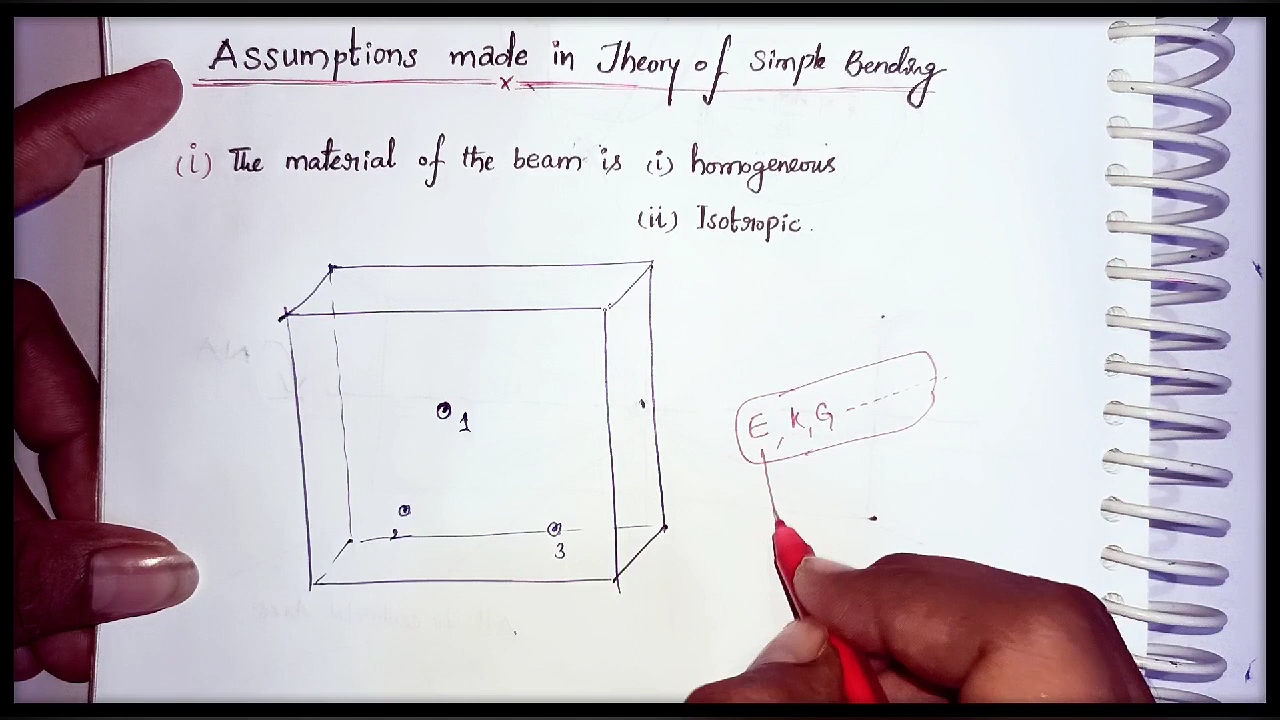 Assumptions made in Theory of Simple Bending
x
(i) The material of the beam is (i) homogeneous
(ii) Isotropic.
1
E, K, G -----
2
3